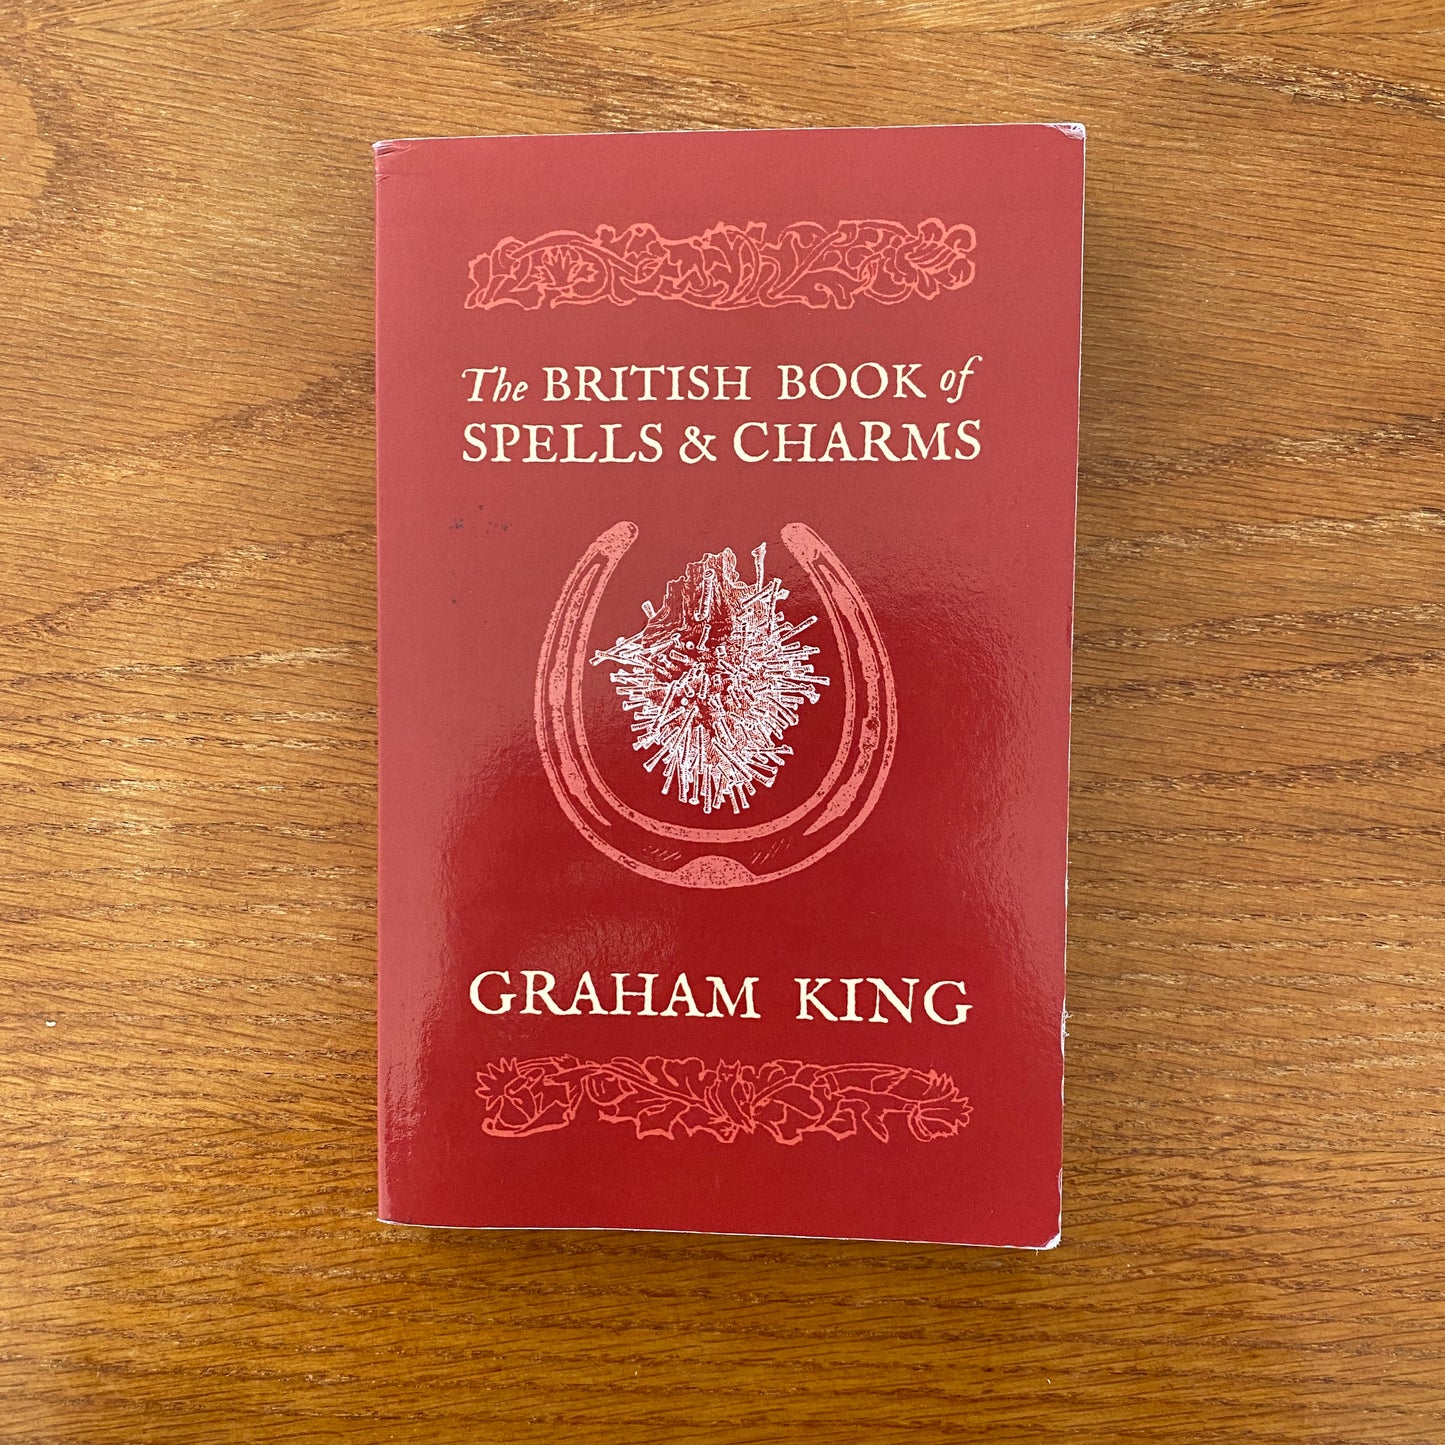 The BRITISH BOOK of
SPELLS & CHARMS
GRAHAM KING